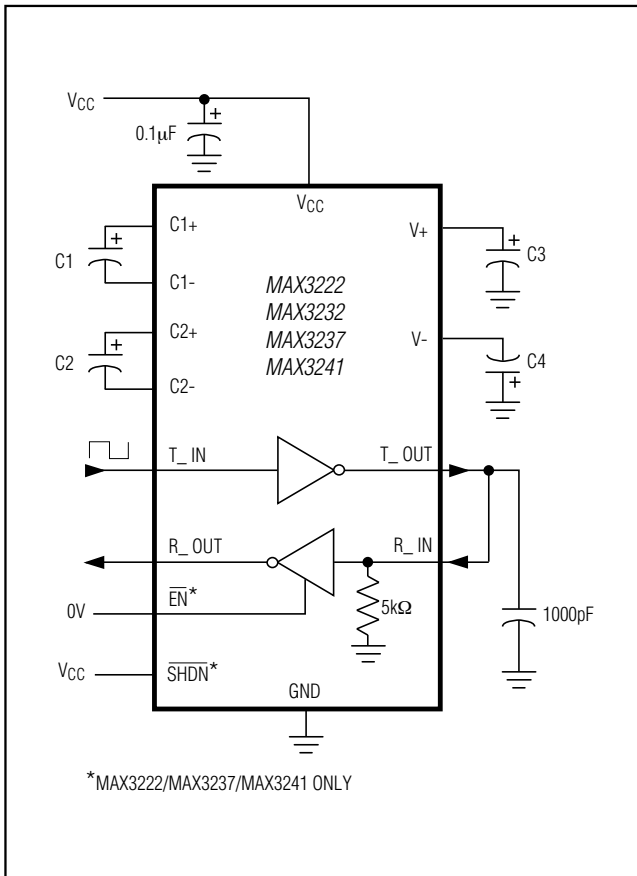 VCC
+
0.1µF
VCC
C1+
V+
C1
+
+
C3
C1-
MAX3222
MAX3232
C2+
MAX3237
V-
C2
+
MAX3241
C4
C2-
+
T_ IN
T_ OUT
R_ OUT
R_ IN
0V
EN*
5kΩ
1000pF
VCC
SHDN*
GND
*MAX3222/MAX3237/MAX3241 ONLY